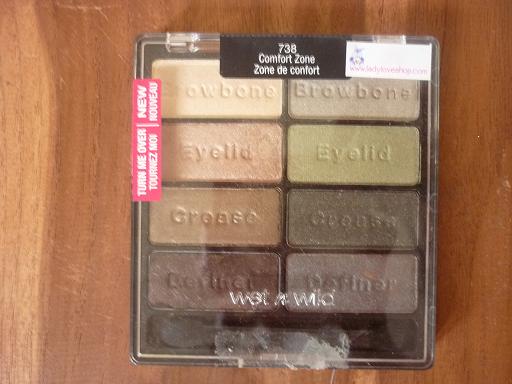 738
Comfort Zone
Zone de confort
www.ladyloveshop.com
NEW
NOUVEAU
TURN ME OVER
TOURNEZ MOI
Browbone Browbone
Eyelid Eyelid
Crease Crease
Definer Definer
wet n wild